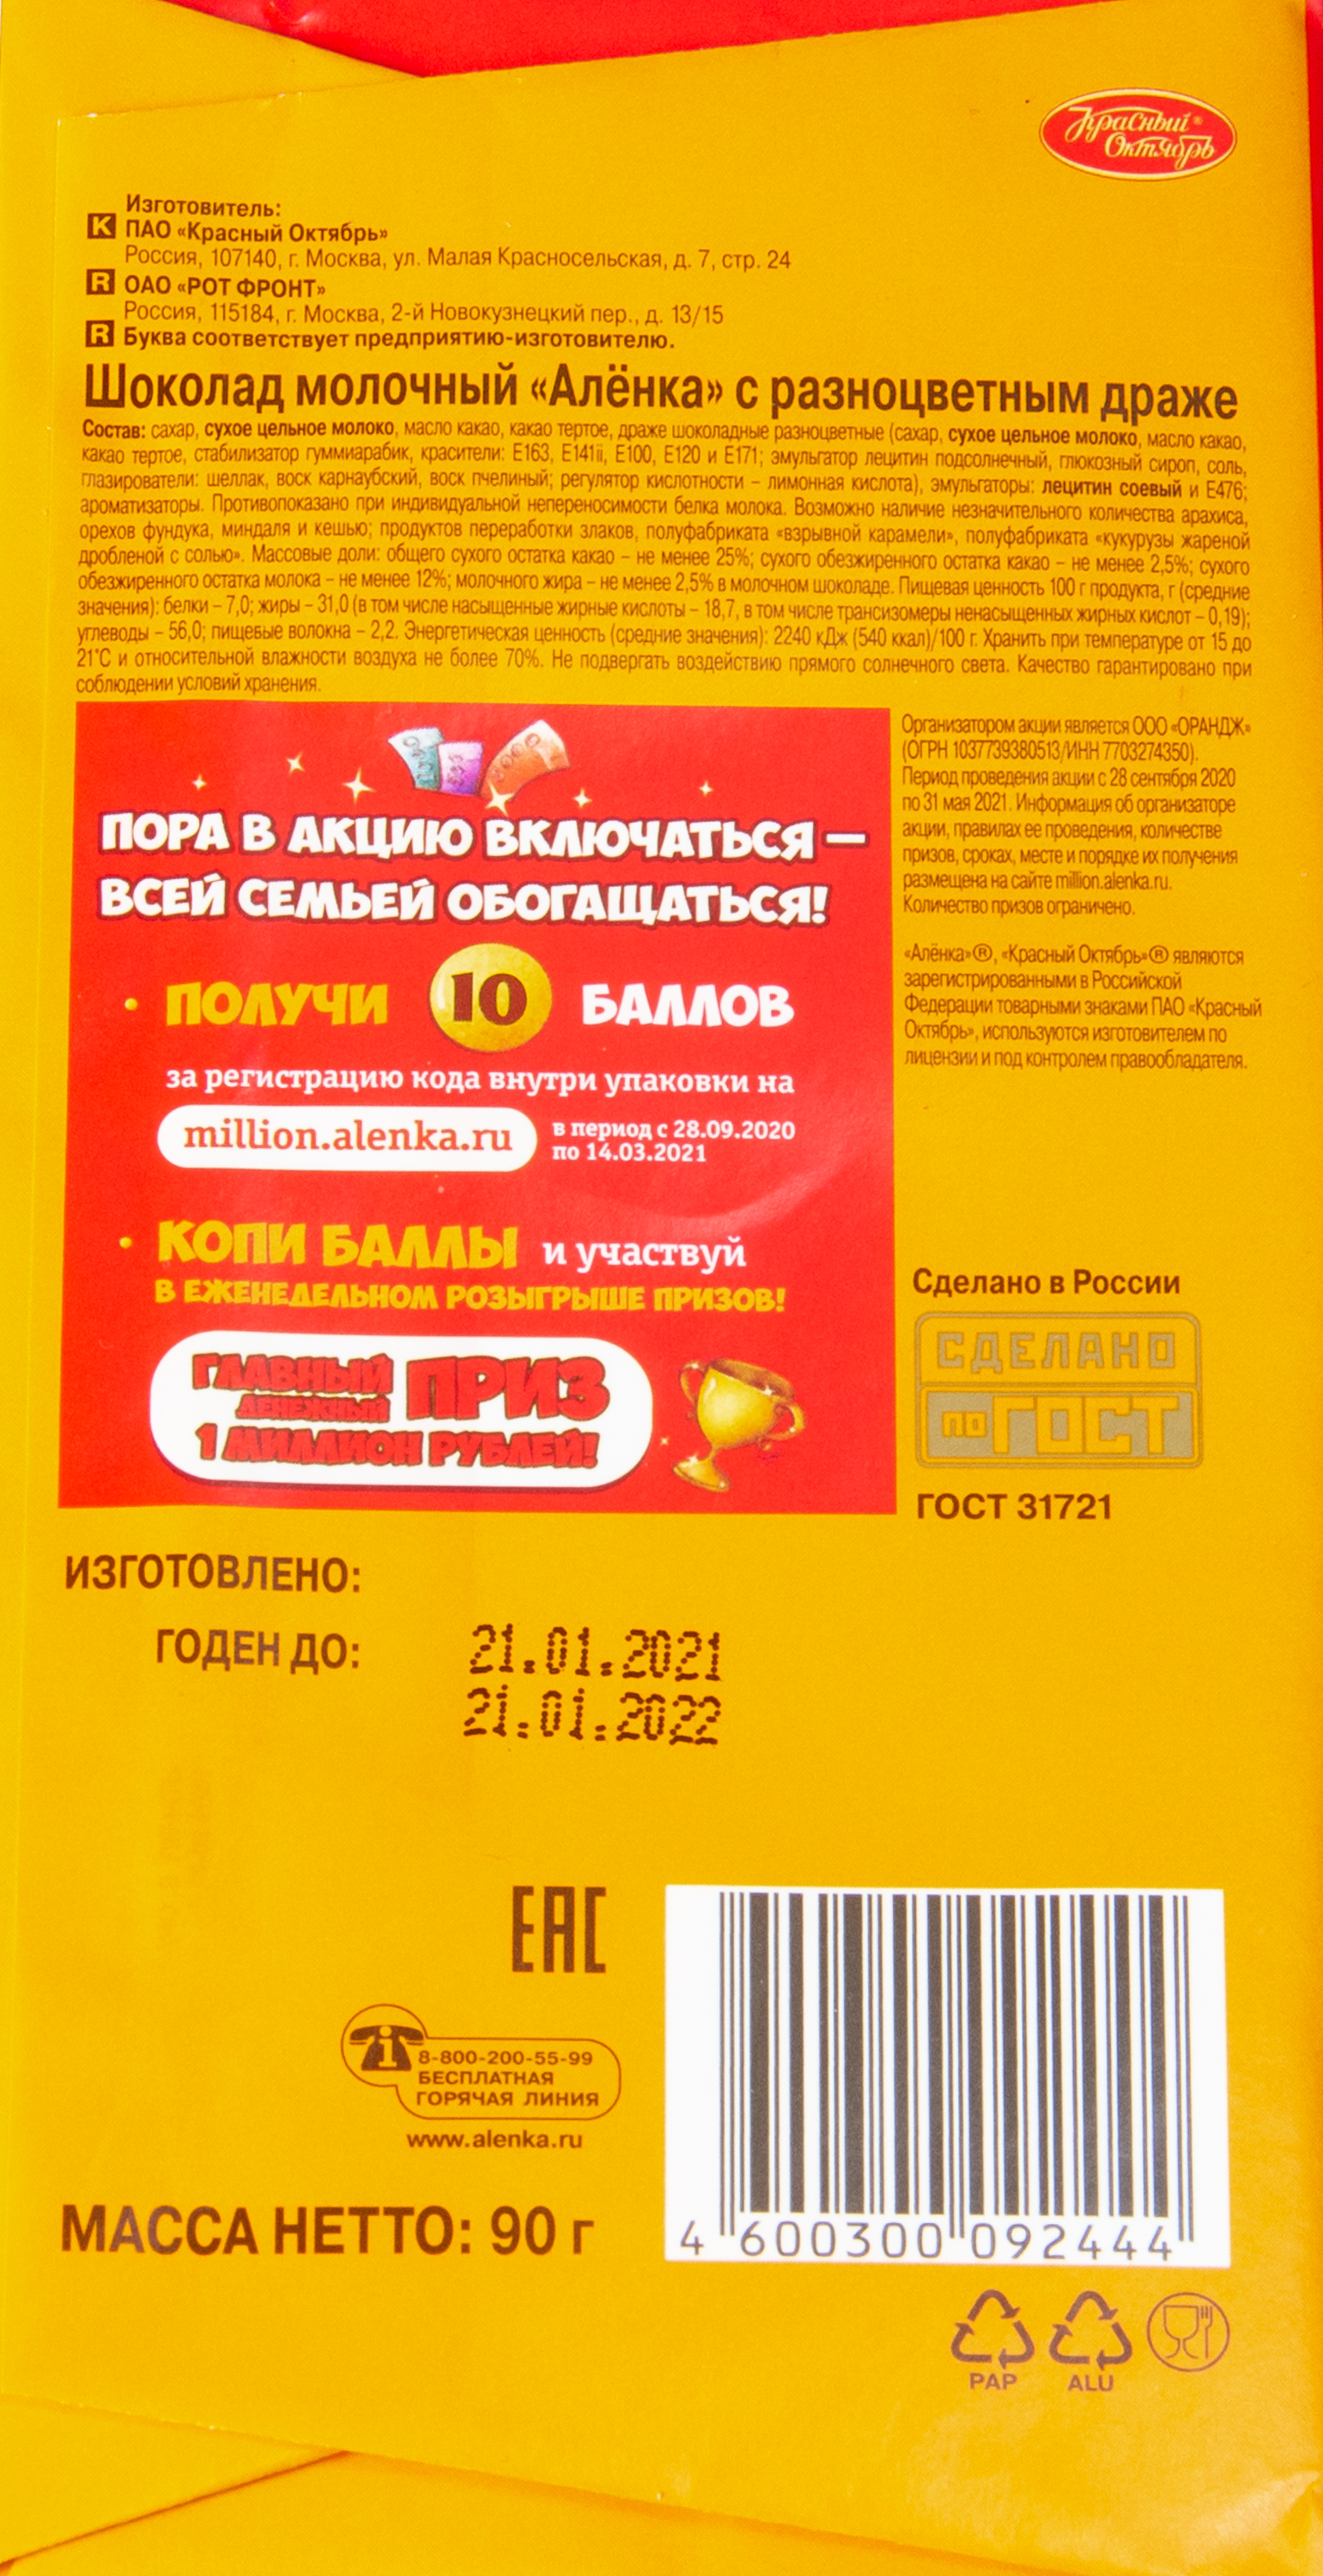 Красный®
Октябрь
Изготовитель:
K ПАО «Красный Октябрь»
Россия, 107140, г. Москва, ул. Малая Красносельская, д. 7, стр. 24
R ОАО «РОТ ФРОНТ»
Россия, 115184, г. Москва, 2-й Новокузнецкий пер., д. 13/15
R Буква соответствует предприятию-изготовителю.
Шоколад молочный «Алёнка» с разноцветным драже
Состав: сахар, сухое цельное молоко, масло какао, какао тертое, драже шоколадные разноцветные (сахар, сухое цельное молоко, масло какао,
какао тертое, стабилизатор гуммиарабик, красители: Е163, Е141ii, Е100, Е120 и Е171; эмульгатор лецитин подсолнечный, глюкозный сироп, соль,
глазирователи: шеллак, воск карнаубский, воск пчелиный; регулятор кислотности – лимонная кислота), эмульгаторы: лецитин соевый и Е476;
ароматизаторы. Противопоказано при индивидуальной непереносимости белка молока. Возможно наличие незначительного количества арахиса,
орехов фундука, миндаля и кешью; продуктов переработки злаков, полуфабриката «взрывной карамели», полуфабриката «кукурузы жареной
дробленой с солью». Массовые доли: общего сухого остатка какао – не менее 25%; сухого обезжиренного остатка какао – не менее 2,5%; сухого
обезжиренного остатка молока – не менее 12%; молочного жира – не менее 2,5% в молочном шоколаде. Пищевая ценность 100 г продукта, г (средние
значения): белки – 7,0; жиры – 31,0 (в том числе насыщенные жирные кислоты – 18,7, в том числе трансизомеры ненасыщенных жирных кислот – 0,19);
углеводы – 56,0; пищевые волокна – 2,2. Энергетическая ценность (средние значения): 2240 кДж (540 ккал)/100 г. Хранить при температуре от 15 до
21°С и относительной влажности воздуха не более 70%. Не подвергать воздействию прямого солнечного света. Качество гарантировано при
соблюдении условий хранения.
ПОРА В АКЦИЮ ВКЛЮЧАТЬСЯ –
ВСЕЙ СЕМЬЕЙ ОБОГАЩАТЬСЯ!
• ПОЛУЧИ 10 БАЛЛОВ
за регистрацию кода внутри упаковки на
million.alenka.ru
в период с 28.09.2020
по 14.03.2021
• КОПИ БАЛЛЫ и участвуй
В ЕЖЕНЕДЕЛЬНОМ РОЗЫГРЫШЕ ПРИЗОВ!
ГЛАВНЫЙ
ДЕНЕЖНЫЙ
ПРИЗ
1 МИЛЛИОН РУБЛЕЙ!
Организатором акции является ООО «ОРАНДЖ»
(ОГРН 1037739380513/ИНН 7703274350).
Период проведения акции с 28 сентября 2020
по 31 мая 2021. Информация об организаторе
акции, правилах ее проведения, количестве
призов, сроках, месте и порядке их получения
размещена на сайте million.alenka.ru.
Количество призов ограничено.
«Алёнка»®, «Красный Октябрь»® являются
зарегистрированными в Российской
Федерации товарными знаками ПАО «Красный
Октябрь», используются изготовителем по
лицензии и под контролем правообладателя.
Сделано в России
СДЕЛАНО
по ГОСТ
ГОСТ 31721
ИЗГОТОВЛЕНО:
ГОДЕН ДО:
21.01.2021
21.01.2022
EAC
8-800-200-55-99
БЕСПЛАТНАЯ
ГОРЯЧАЯ ЛИНИЯ
www.alenka.ru
МАССА НЕТТО: 90 г
4 600300 092444
PAP
ALU